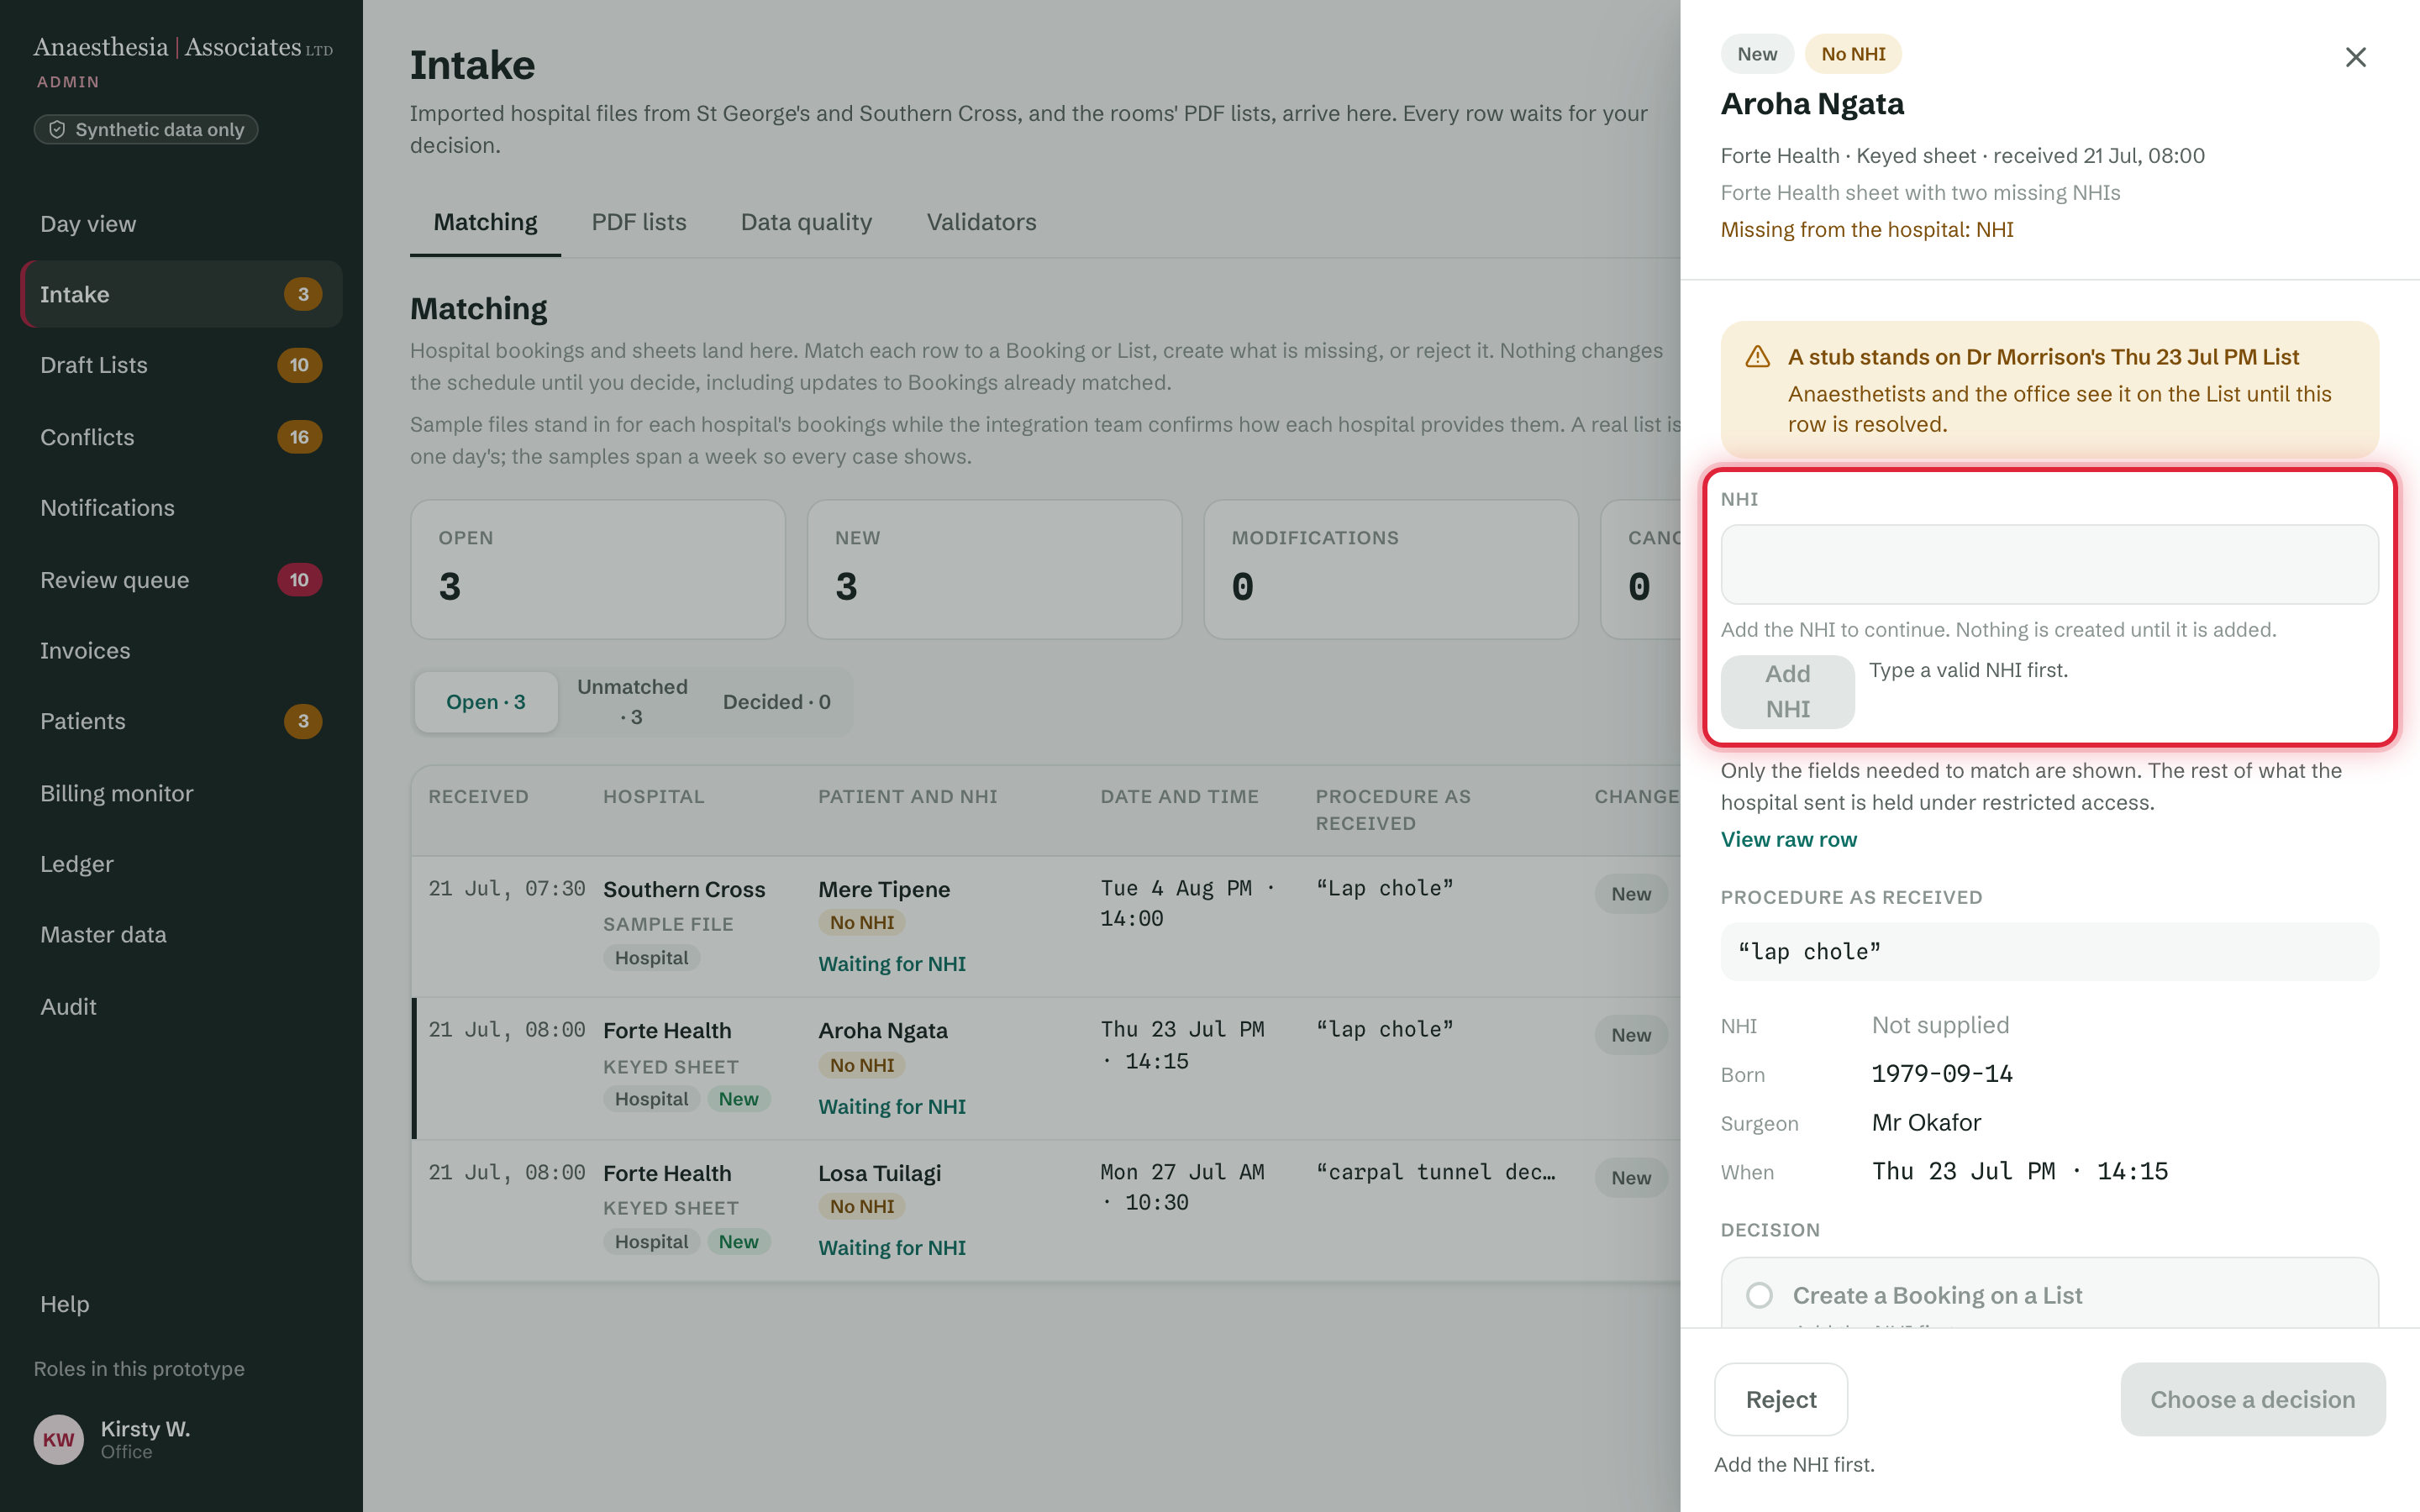 Anaesthesia | Associates LTD
ADMIN
Synthetic data only
Day view
Intake 3
Draft Lists 10
Conflicts 16
Notifications
Review queue 10
Invoices
Patients 3
Billing monitor
Ledger
Master data
Audit
Help
Roles in this prototype
KW Kirsty W.
Office
Intake
Imported hospital files from St George's and Southern Cross, and the rooms' PDF lists, arrive here. Every row waits for your
decision.
Matching PDF lists Data quality Validators
Matching
Hospital bookings and sheets land here. Match each row to a Booking or List, create what is missing, or reject it. Nothing changes
the schedule until you decide, including updates to Bookings already matched.
Sample files stand in for each hospital's bookings while the integration team confirms how each hospital provides them. A real list is
one day's; the samples span a week so every case shows.
OPEN
3
NEW
3
MODIFICATIONS
0
CANC
0
Open · 3
Unmatched
· 3
Decided · 0
RECEIVED HOSPITAL PATIENT AND NHI DATE AND TIME PROCEDURE AS
RECEIVED
CHANGE
21 Jul, 07:30 Southern Cross Mere Tipene Tue 4 Aug PM · “Lap chole” New
SAMPLE FILE No NHI 14:00
Hospital Waiting for NHI
21 Jul, 08:00 Forte Health Aroha Ngata Thu 23 Jul PM “lap chole” New
KEYED SHEET No NHI · 14:15
Hospital New Waiting for NHI
21 Jul, 08:00 Forte Health Losa Tuilagi Mon 27 Jul AM “carpal tunnel dec… New
KEYED SHEET No NHI · 10:30
Hospital New Waiting for NHI
New No NHI
Aroha Ngata
Forte Health · Keyed sheet · received 21 Jul, 08:00
Forte Health sheet with two missing NHIs
Missing from the hospital: NHI
A stub stands on Dr Morrison's Thu 23 Jul PM List
Anaesthetists and the office see it on the List until this
row is resolved.
NHI
Add the NHI to continue. Nothing is created until it is added.
Add
NHI
Type a valid NHI first.
Only the fields needed to match are shown. The rest of what the
hospital sent is held under restricted access.
View raw row
PROCEDURE AS RECEIVED
“lap chole”
NHI Not supplied
Born 1979-09-14
Surgeon Mr Okafor
When Thu 23 Jul PM · 14:15
DECISION
Create a Booking on a List
Reject
Choose a decision
Add the NHI first.